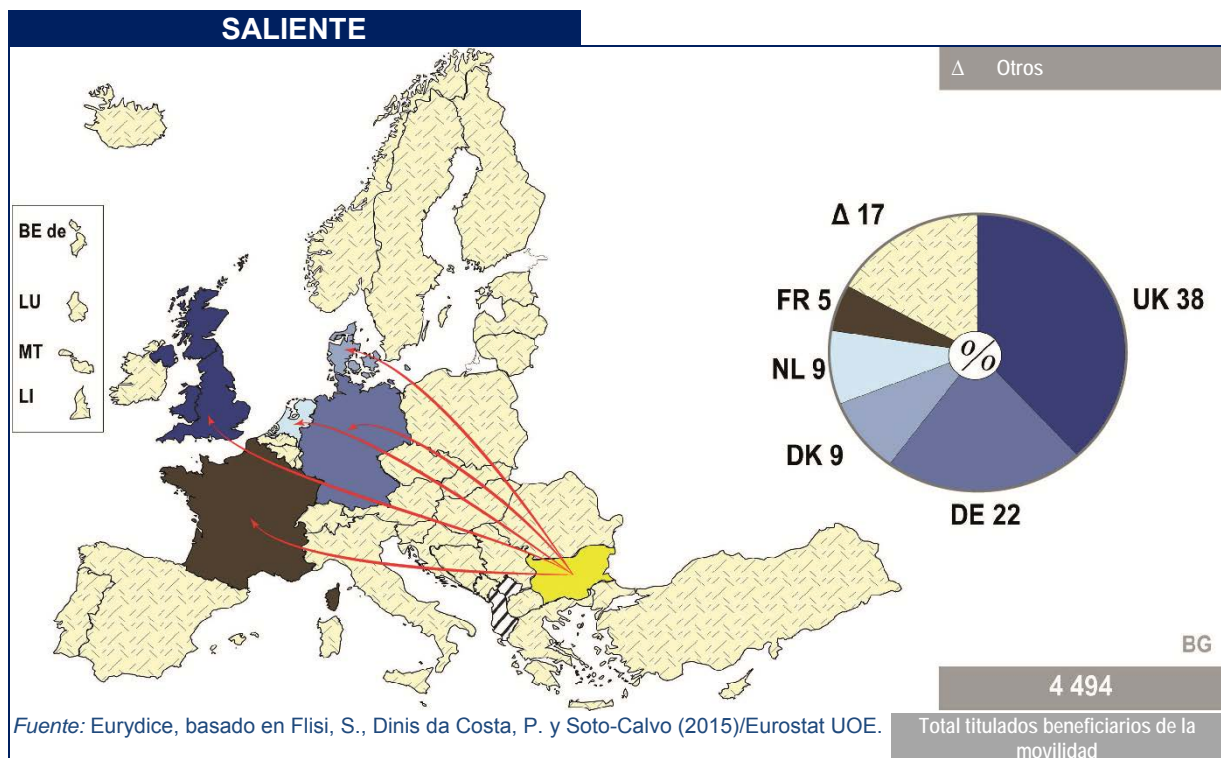 SALIENTE
Δ Otros
BE de
LU
MT
LI
Δ 17
FR 5
UK 38
NL 9
%
DK 9
DE 22
BG
4 494
Fuente: Eurydice, basado en Flisi, S., Dinis da Costa, P. y Soto-Calvo (2015)/Eurostat UOE.
Total titulados beneficiarios de la
movilidad